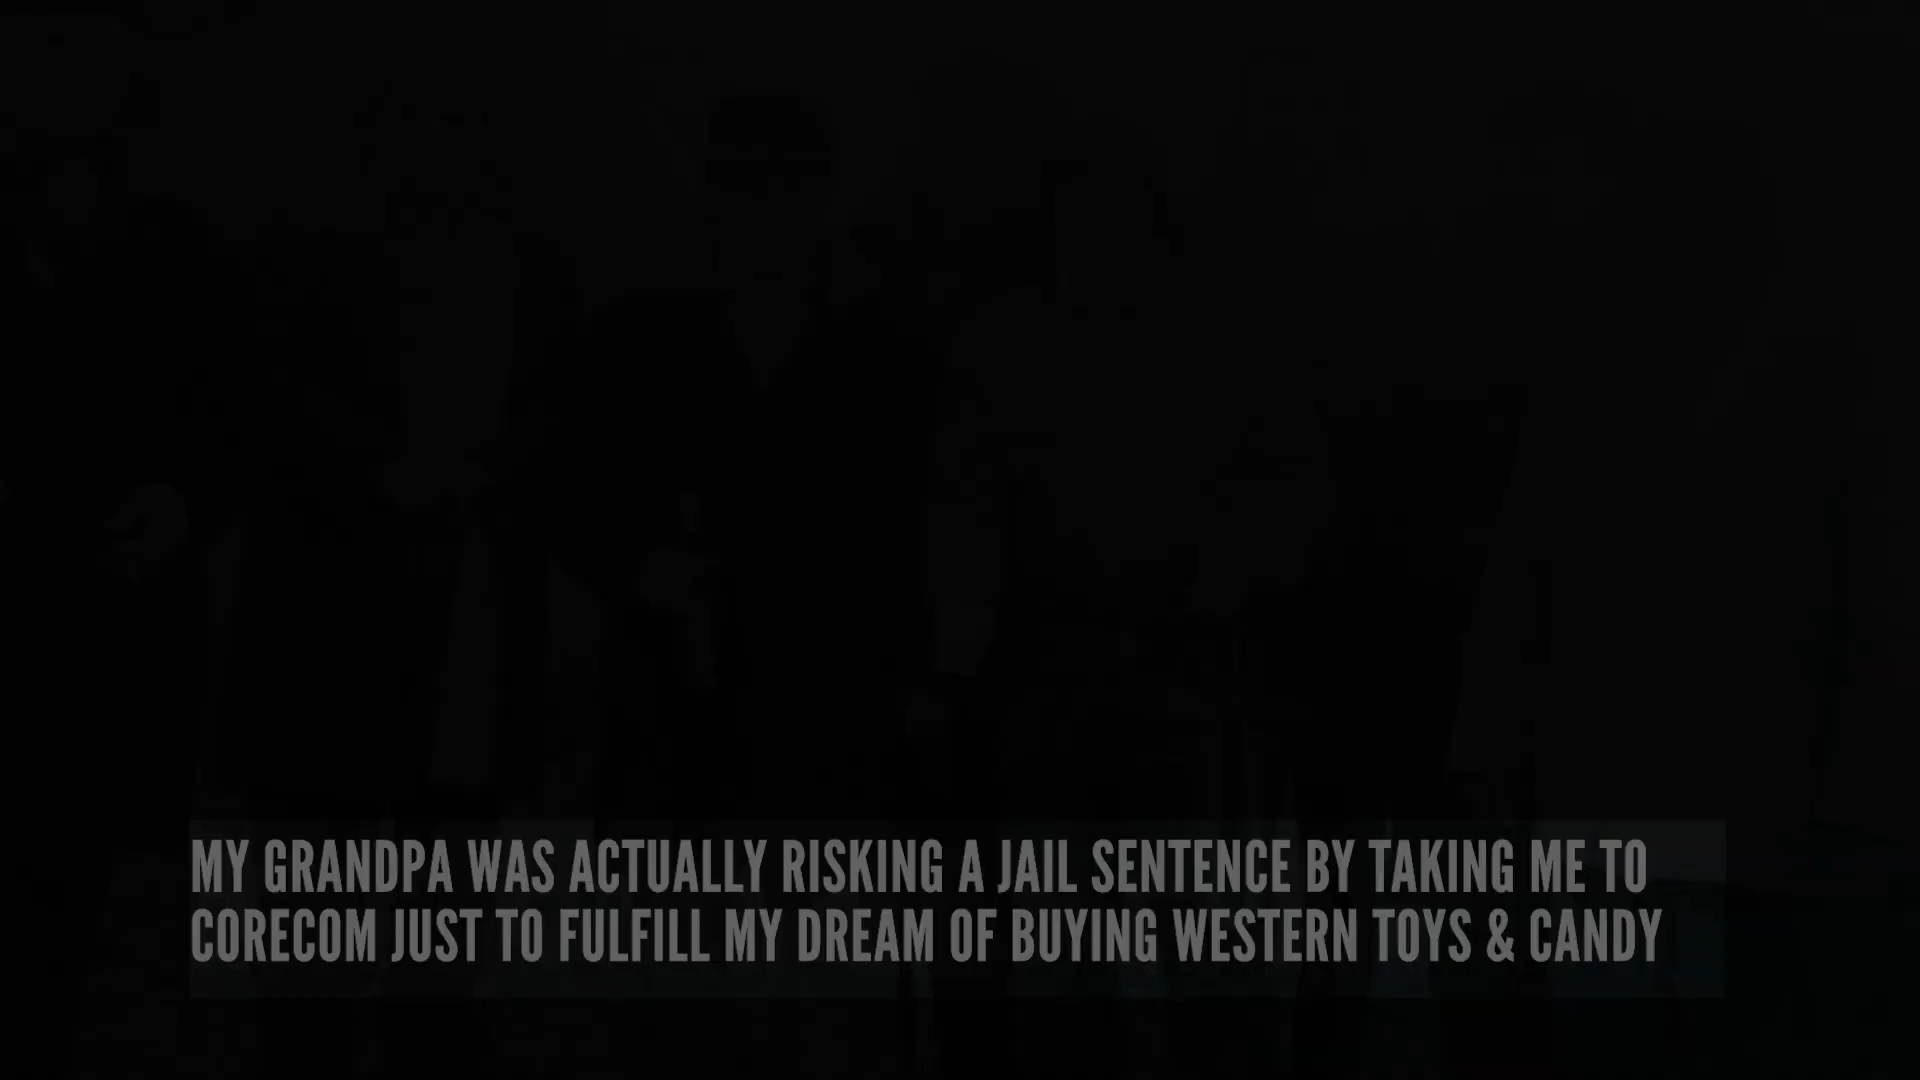 MY GRANDPA WAS ACTUALLY RISKING A JAIL SENTENCE BY TAKING ME TO
CORECOM JUST TO FULFILL MY DREAM OF BUYING WESTERN TOYS & CANDY